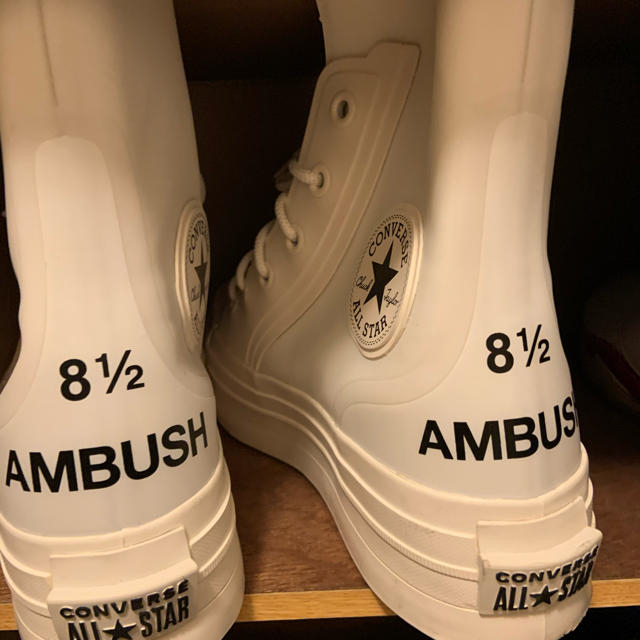 8½
AMBUSH
CONVERSE
ALL★STAR
CONVERSE
Chuck Taylor
ALL STAR
8½
AMBUSH
CONVERSE
ALL★STAR